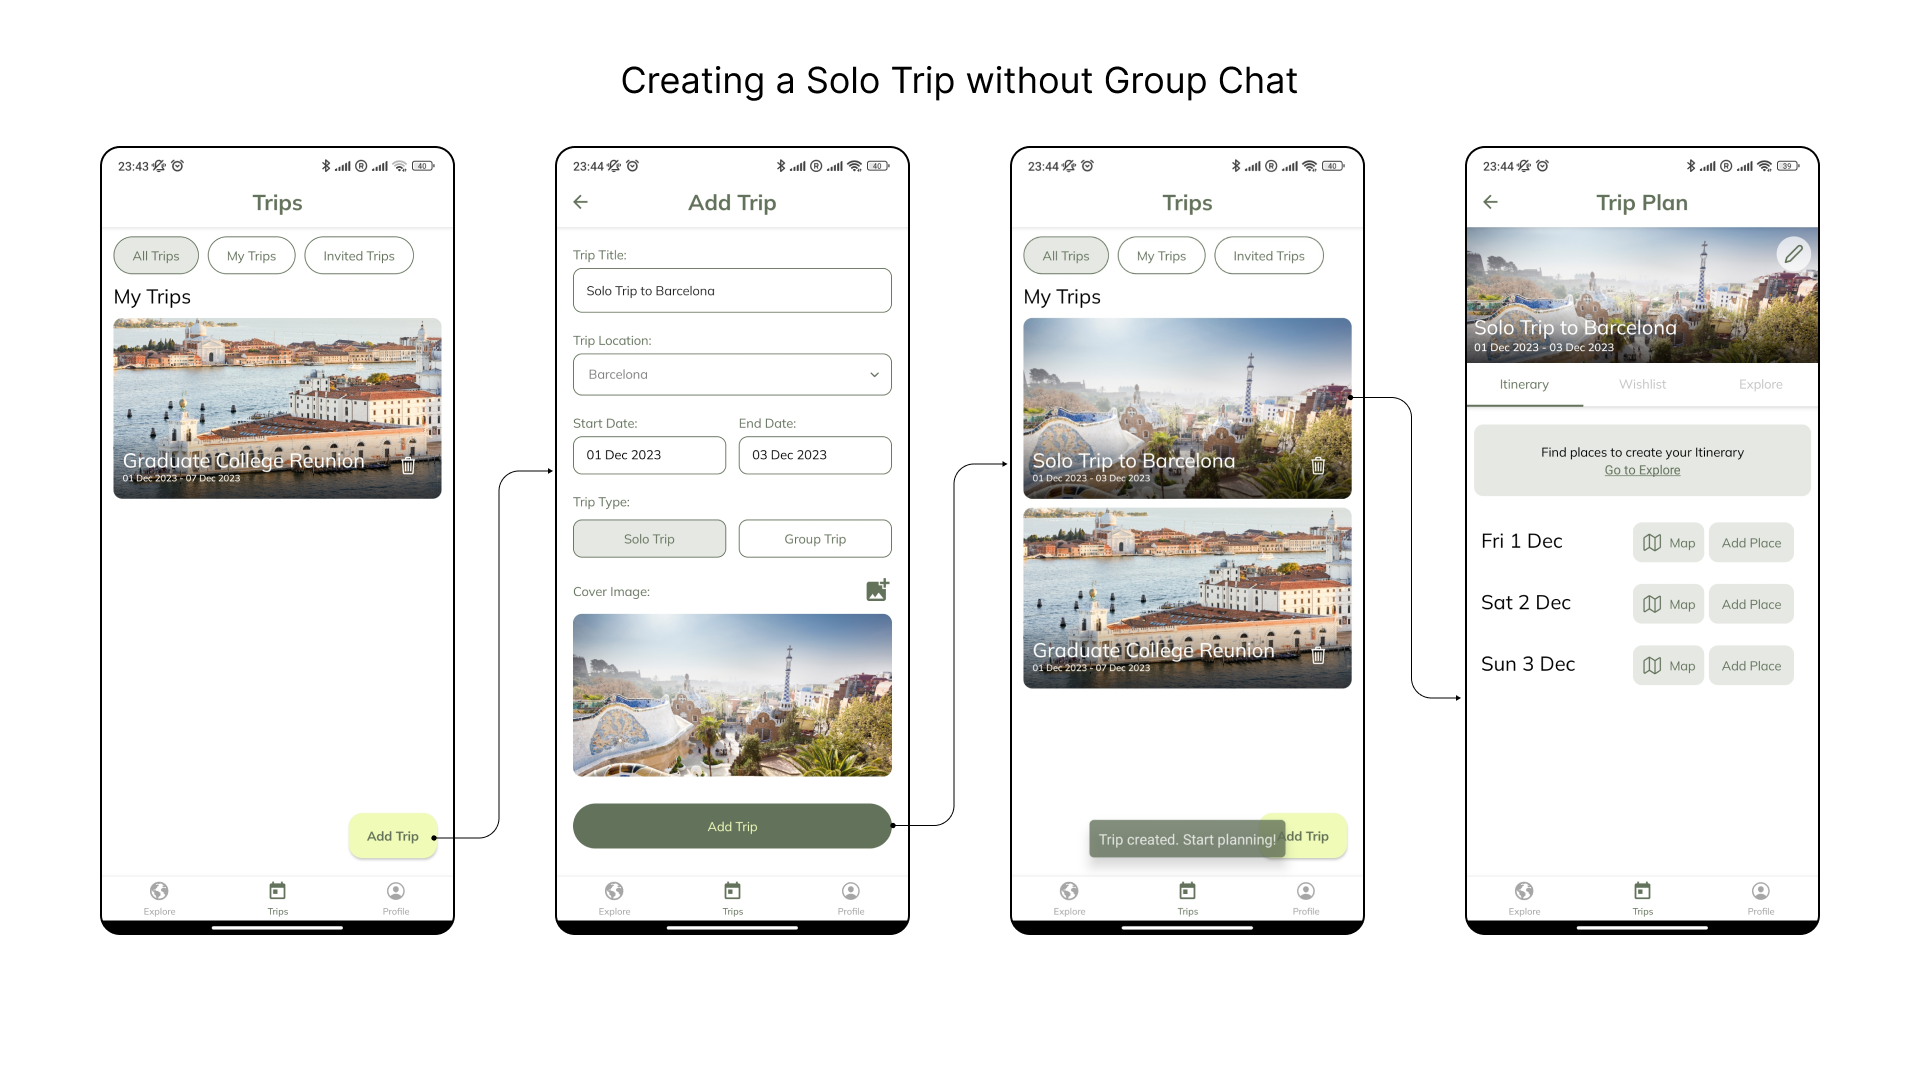 Creating a Solo Trip without Group Chat
23:43
40
Trips
All Trips
My Trips
Invited Trips
My Trips
Graduate College Reunion
01 Dec 2023 - 07 Dec 2023
Add Trip
Explore
Trips
Profile
23:44
40
Add Trip
Trip Title:
Solo Trip to Barcelona
Trip Location:
Barcelona
Start Date:
End Date:
01 Dec 2023
03 Dec 2023
Trip Type:
Solo Trip
Group Trip
Cover Image:
Add Trip
Explore
Trips
Profile
23:44
40
Trips
All Trips
My Trips
Invited Trips
My Trips
Solo Trip to Barcelona
01 Dec 2023 - 03 Dec 2023
Graduate College Reunion
01 Dec 2023 - 07 Dec 2023
Trip created. Start planning!
Add Trip
Explore
Trips
Profile
23:44
39
Trip Plan
Solo Trip to Barcelona
01 Dec 2023 - 03 Dec 2023
Itinerary
Wishlist
Explore
Find places to create your Itinerary
Go to Explore
Fri 1 Dec
Map
Add Place
Sat 2 Dec
Map
Add Place
Sun 3 Dec
Map
Add Place
Explore
Trips
Profile